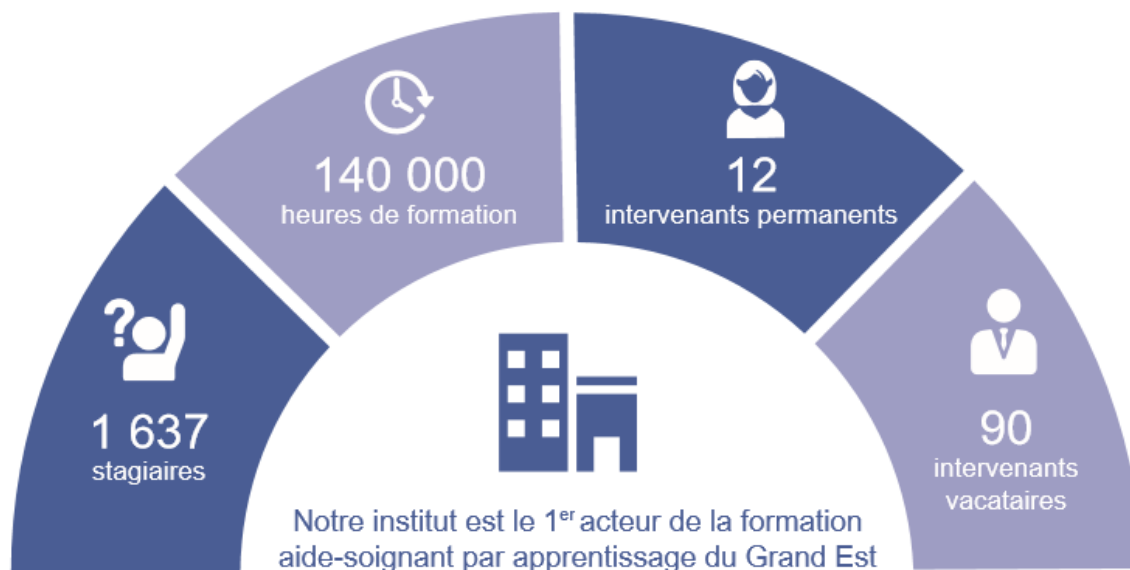 140 000
heures de formation
12
intervenants permanents
?
1 637
stagiaires
90
intervenants
vacataires
Notre institut est le 1er acteur de la formation
aide-soignant par apprentissage du Grand Est